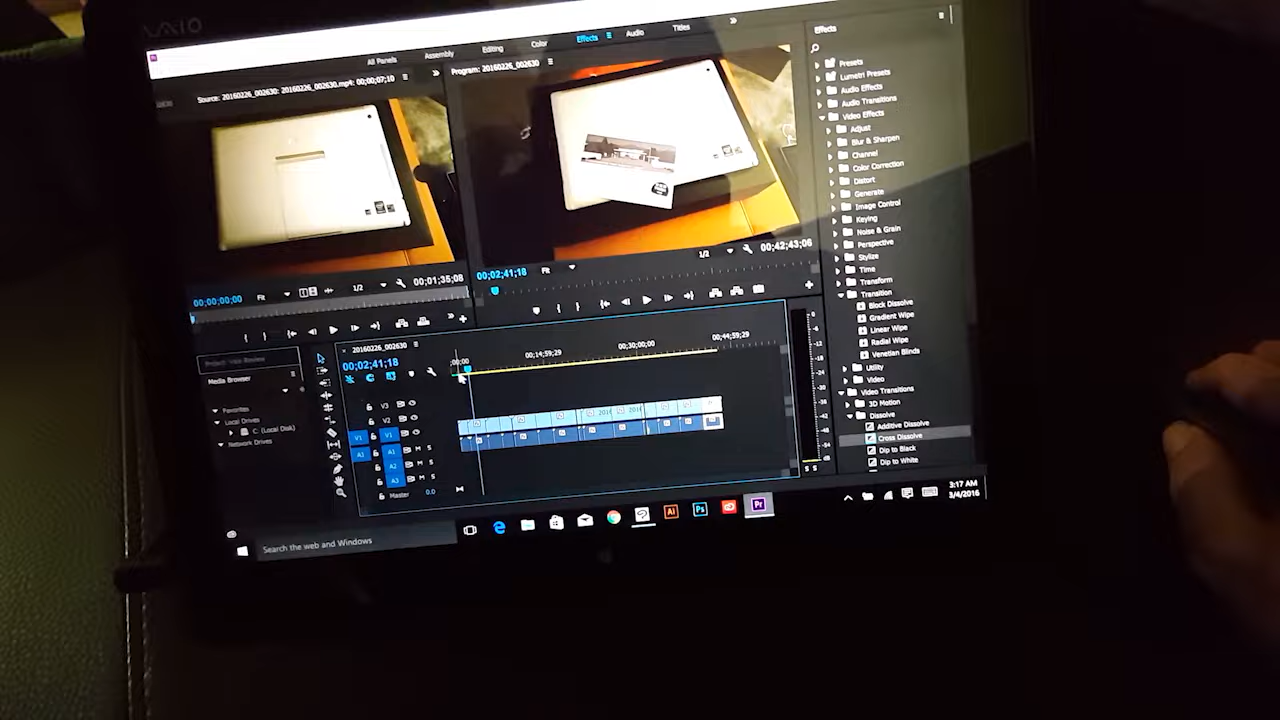 VAIO
All Panels
Assembly
Editing
Color
Effects
Audio
Titles
Source: 20160226_002630: 20160226_002630.mp4: 00;00;07;10
Program: 20160226_002630
00;00;00;00
Fit
1/2
00;01;35;08
00;02;41;18
Fit
1/2
00;42;43;06
Project: Vaio Review
Media Browser
Favorites
Local Drives
C: (Local Disk)
Network Drives
20160226_002630
00;02;41;18
;00;00
00;14;59;29
00;30;00;00
00;44;59;29
V3
V2
V1
V1
A1
A1
M S
A2
M S
A3
M S
Master
0.0
Effects
Presets
Lumetri Presets
Audio Effects
Audio Transitions
Video Effects
Adjust
Blur & Sharpen
Channel
Color Correction
Distort
Generate
Image Control
Keying
Noise & Grain
Perspective
Stylize
Time
Transform
Transition
Block Dissolve
Gradient Wipe
Linear Wipe
Radial Wipe
Venetian Blinds
Utility
Video
Video Transitions
3D Motion
Dissolve
Additive Dissolve
Cross Dissolve
Dip to Black
Dip to White
Search the web and Windows
Ai
Ps
Pr
3:17 AM
3/4/2016